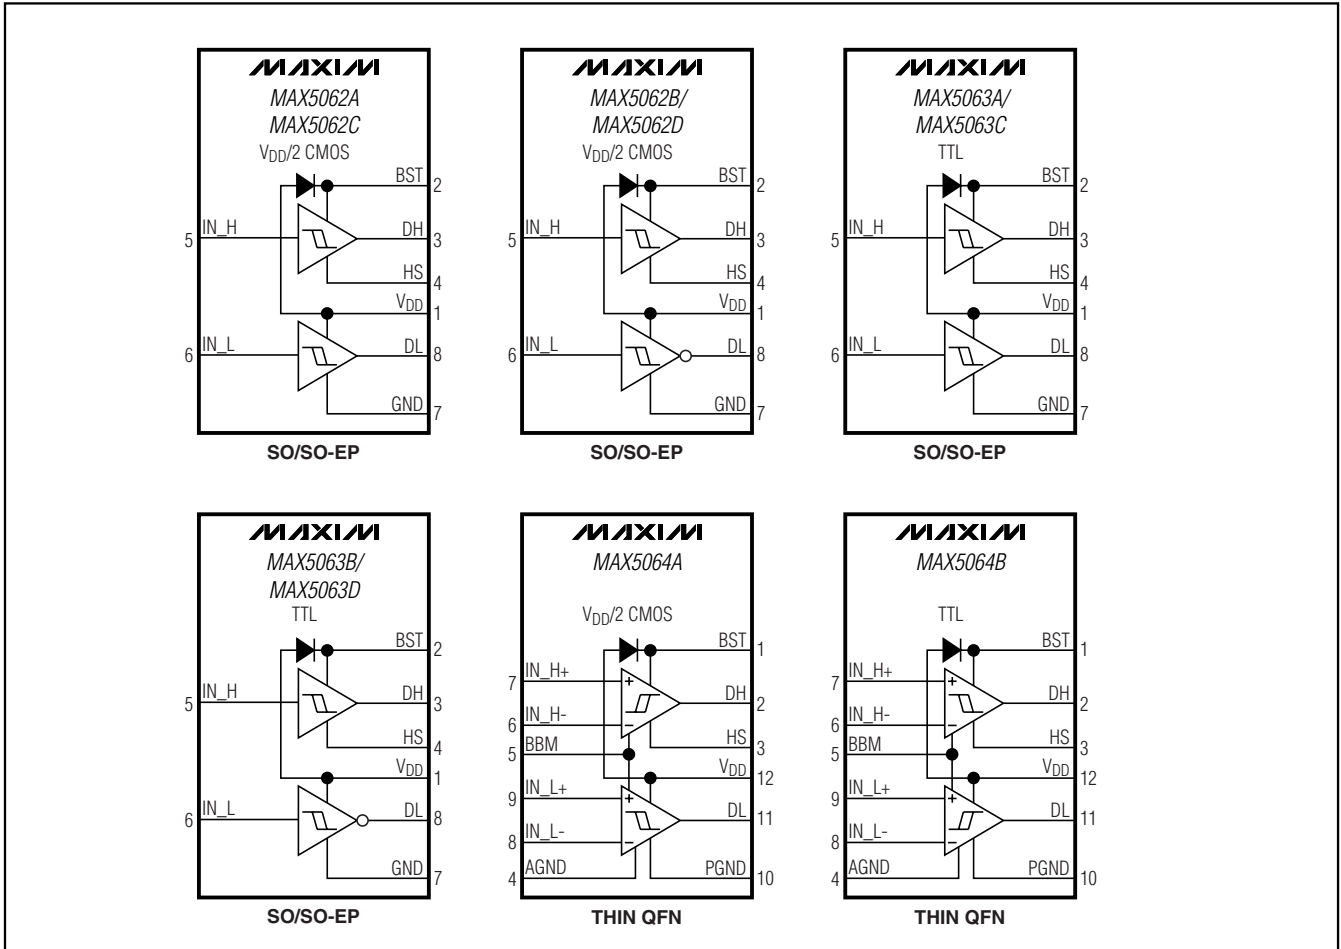 MAXIM
MAX5062A
MAX5062C
VDD/2 CMOS
BST 2
5 IN_H
DH 3
HS 4
VDD 1
6 IN_L
DL 8
GND 7
SO/SO-EP
MAXIM
MAX5062B/
MAX5062D
VDD/2 CMOS
BST 2
5 IN_H
DH 3
HS 4
VDD 1
6 IN_L
DL 8
GND 7
SO/SO-EP
MAXIM
MAX5063A/
MAX5063C
TTL
BST 2
5 IN_H
DH 3
HS 4
VDD 1
6 IN_L
DL 8
GND 7
SO/SO-EP
MAXIM
MAX5063B/
MAX5063D
TTL
BST 2
5 IN_H
DH 3
HS 4
VDD 1
6 IN_L
DL 8
GND 7
SO/SO-EP
MAXIM
MAX5064A
VDD/2 CMOS
BST 1
7 IN_H+
+
DH 2
6 IN_H-
−
HS 3
5 BBM
VDD 12
9 IN_L+
+
DL 11
8 IN_L-
−
4 AGND
PGND 10
THIN QFN
MAXIM
MAX5064B
TTL
BST 1
7 IN_H+
+
DH 2
6 IN_H-
−
HS 3
5 BBM
VDD 12
9 IN_L+
+
DL 11
8 IN_L-
−
4 AGND
PGND 10
THIN QFN